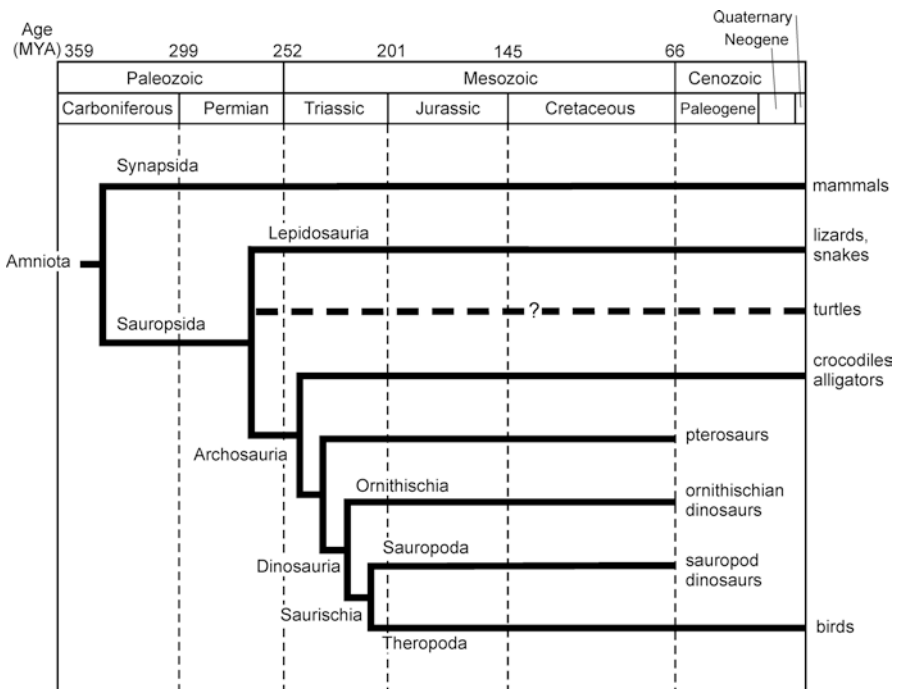 Quaternary
Age
Neogene
(MYA) 359 299 252 201 145 66
Paleozoic Mesozoic Cenozoic
Carboniferous Permian Triassic Jurassic Cretaceous Paleogene
Synapsida
mammals
Lepidosauria
lizards,
snakes
Amniota
?
turtles
Sauropsida
crocodiles
alligators
pterosaurs
Archosauria
Ornithischia
ornithischian
dinosaurs
Sauropoda
sauropod
dinosaurs
Dinosauria
Saurischia
birds
Theropoda